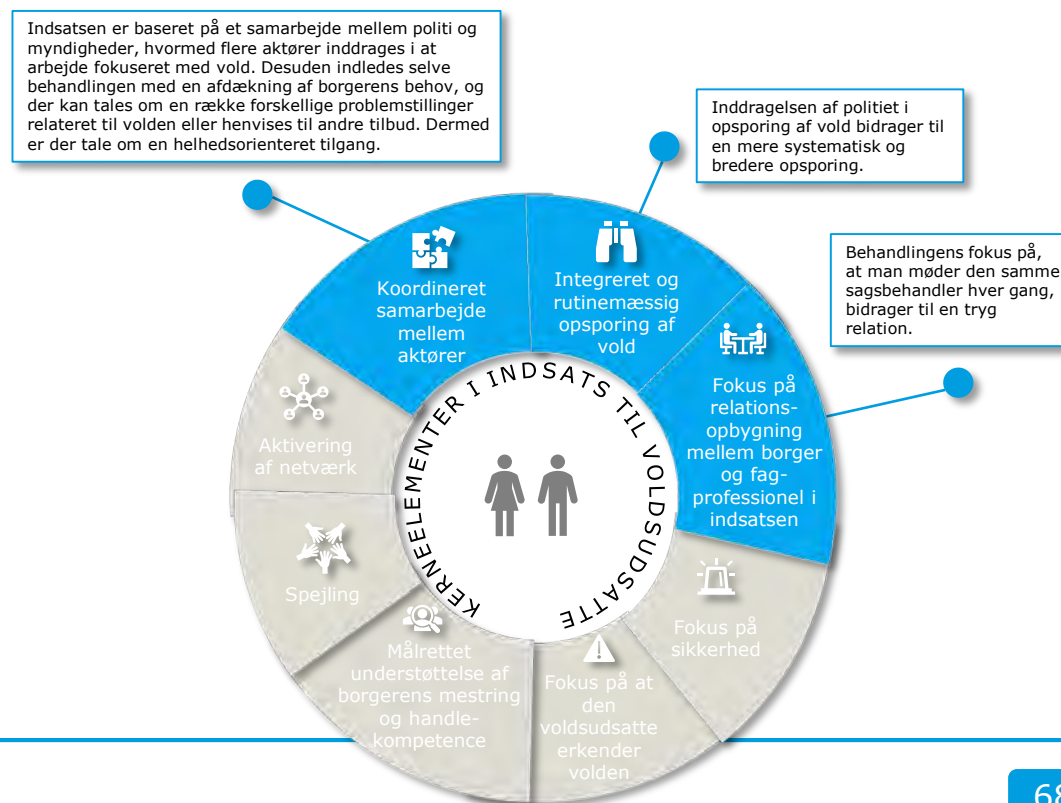 Indsatsen er baseret på et samarbejde mellem politi og
myndigheder, hvormed flere aktører inddrages i at
arbejde fokuseret med vold. Desuden indledes selve
behandlingen med en afdækning af borgerens behov, og
der kan tales om en række forskellige problemstillinger
relateret til volden eller henvises til andre tilbud. Dermed
er der tale om en helhedsorienteret tilgang.
Inddragelsen af politiet i
opsporing af vold bidrager til
en mere systematisk og
bredere opsporing.
Behandlingens fokus på,
at man møder den samme
sagsbehandler hver gang,
bidrager til en tryg
relation.
Koordineret
samarbejde
mellem
aktører
Integreret og
rutinemæssig
opsporing af
vold
Fokus på
relations-
opbygning
mellem borger
og fag-
professionel i
indsatsen
Fokus på
sikkerhed
Fokus på at
den
voldsudsatte
erkender
volden
Målrettet
understøttelse af
borgerens mestring
og handle-
kompetence
Spejling
Aktivering
af netværk
KERNEELEMENTER I INDSATS TIL VOLDSUDSATTE
68